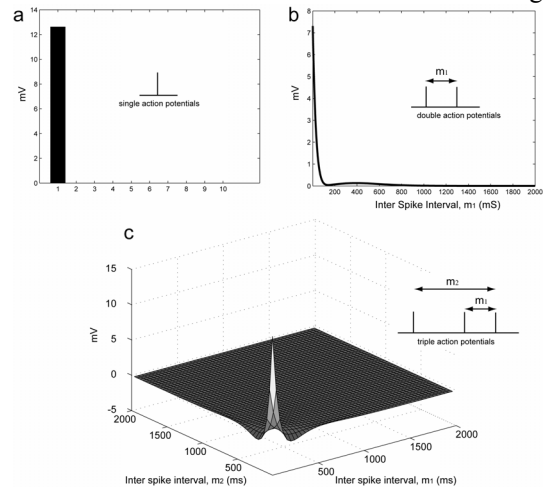 g
a
14
12
10
8
6
4
2
0
mV
1 2 3 4 5 6 7 8 9 10
single action potentials
b
8
7
6
5
4
3
2
1
0
mV
200 400 600 800 1000 1200 1400 1600 1800 2000
Inter Spike Interval, m1 (mS)
m1
double action potentials
c
15
10
5
0
-5
mV
2000
1500
1000
500
Inter spike interval, m2 (ms)
500
1000
1500
2000
Inter spike interval, m1 (ms)
m2
m1
triple action potentials